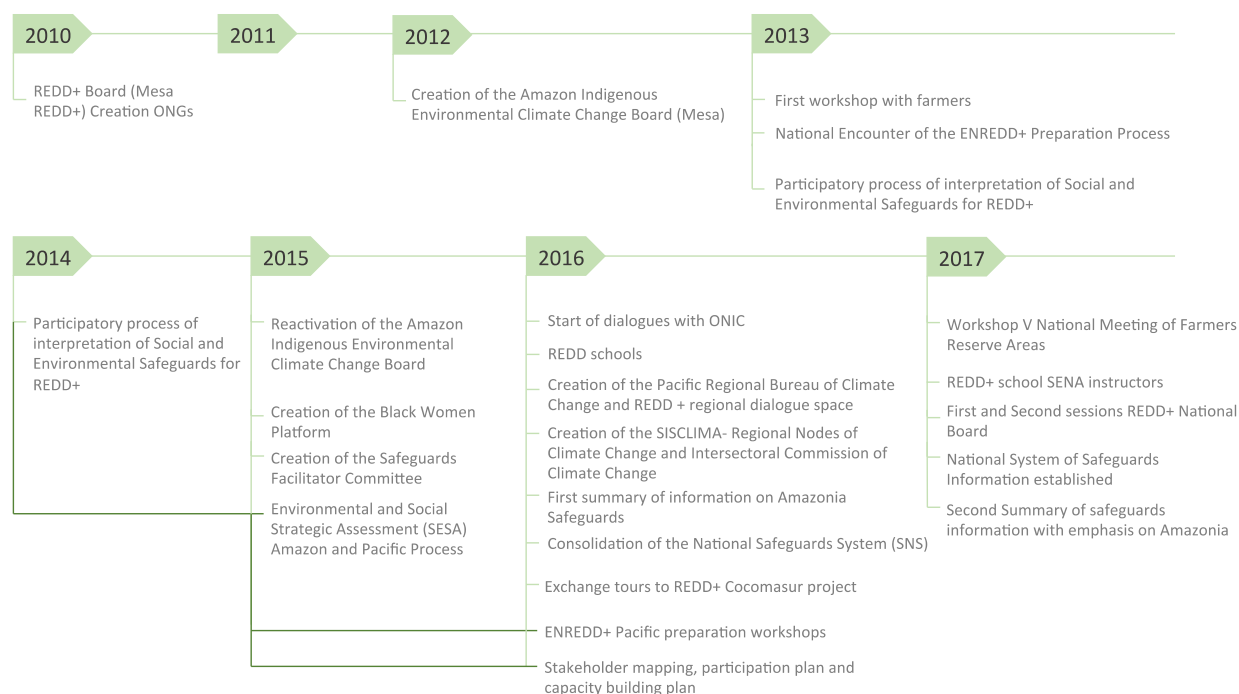 2010
REDD+ Board (Mesa
REDD+) Creation ONGs
2011
2012
Creation of the Amazon Indigenous
Environmental Climate Change Board (Mesa)
2013
First workshop with farmers
National Encounter of the ENREDD+ Preparation Process
Participatory process of interpretation of Social and
Environmental Safeguards for REDD+
2014
Participatory process of
interpretation of Social and
Environmental Safeguards for
REDD+
2015
Reactivation of the Amazon
Indigenous Environmental
Climate Change Board
Creation of the Black Women
Platform
Creation of the Safeguards
Facilitator Committee
Environmental and Social
Strategic Assessment (SESA)
Amazon and Pacific Process
2016
Start of dialogues with ONIC
REDD schools
Creation of the Pacific Regional Bureau of Climate
Change and REDD + regional dialogue space
Creation of the SISCLIMA- Regional Nodes of
Climate Change and Intersectoral Commission of
Climate Change
First summary of information on Amazonia
Safeguards
Consolidation of the National Safeguards System (SNS)
Exchange tours to REDD+ Cocomasur project
ENREDD+ Pacific preparation workshops
Stakeholder mapping, participation plan and
capacity building plan
2017
Workshop V National Meeting of Farmers
Reserve Areas
REDD+ school SENA instructors
First and Second sessions REDD+ National
Board
National System of Safeguards
Information established
Second Summary of safeguards
information with emphasis on Amazonia